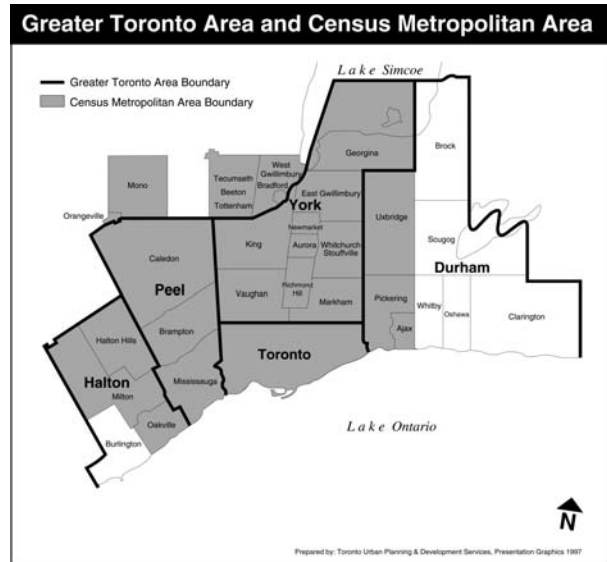 Greater Toronto Area and Census Metropolitan Area
Lake Simcoe
Greater Toronto Area Boundary
Census Metropolitan Area Boundary
Brock
Georgina
West
Gwillimbury
Bradford
Tecumseth
Beeton
Tottenham
Mono
East Gwillimbury
York
Uxbridge
Orangeville
Newmarket
King
Aurora
Whitchurch
Stouffville
Sougog
Durham
Caledon
Peel
Vaughan
Richmond
Hill
Markham
Pickering
Whitby
Oshawa
Clarington
Ajax
Brampton
Halton Hills
Toronto
Halton
Milton
Mississauga
Oakville
Burlington
Lake Ontario
N
Prepared by: Toronto Urban Planning & Development Services, Presentation Graphics 1997